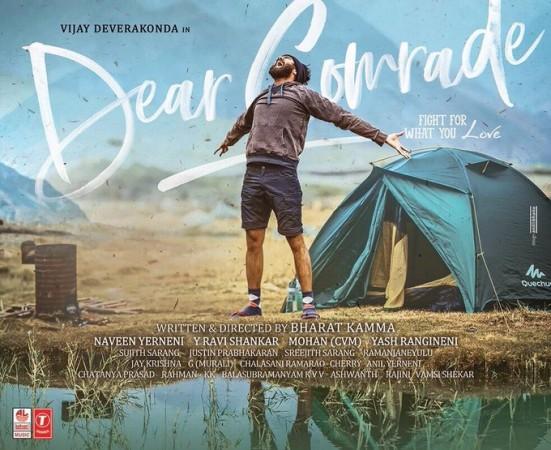 VIJAY DEVERAKONDA IN
Dear Comrade
FIGHT FOR
WHAT YOU Love
Quechua
WRITTEN & DIRECTED BY BHARAT KAMMA
NAVEEN YERNENI Y.RAVI SHANKAR MOHAN (CVM) YASH RANGINENI
SUJITH SARANG JUSTIN PRABHAKARAN SREEJITH SARANG RAMANJANEYULU
JAY KRISHNA G (MURALI) CHALASANI RAMARAO - CHERRY ANIL YERNENI
CHATANYA PRASAD - RAHMAN - KK - BALASUBRAMANYAM K V V - ASHWANTH - RAJINI VAMSI SHEKAR
MUSIC
T